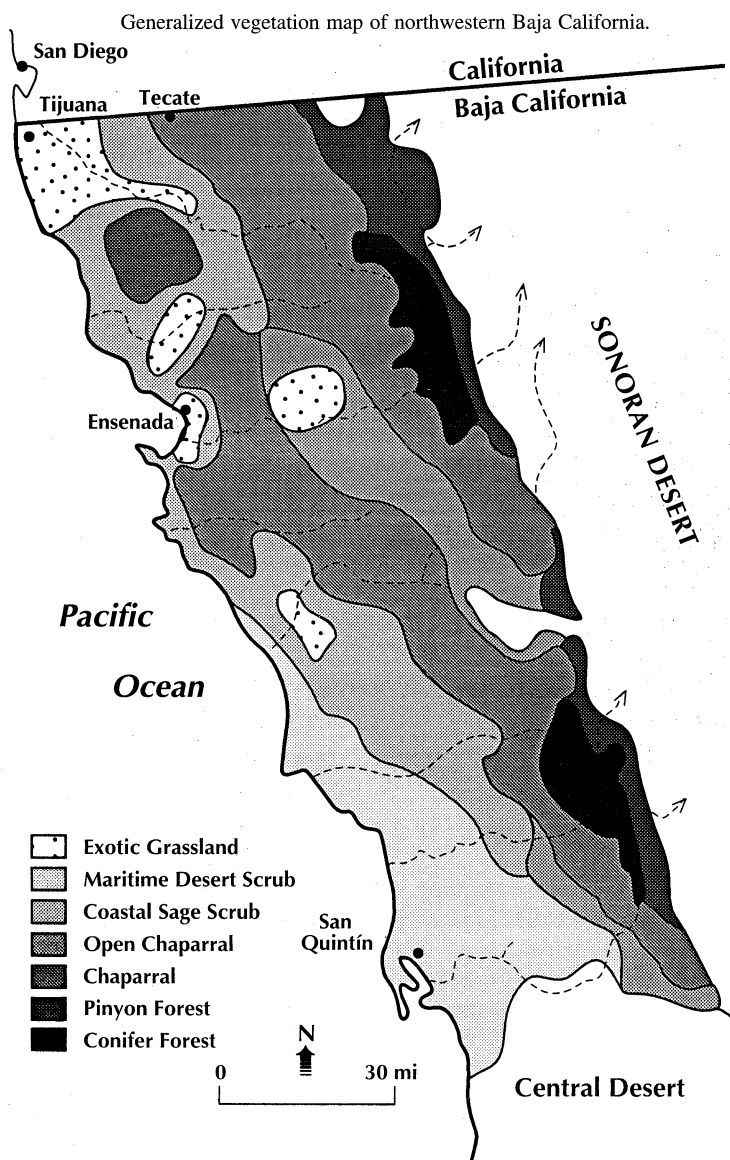 Generalized vegetation map of northwestern Baja California.
San Diego
California
Tijuana
Tecate
Baja California
SONORAN DESERT
Ensenada
Pacific
Ocean
Exotic Grassland
Maritime Desert Scrub
Coastal Sage Scrub
Open Chaparral
Chaparral
Pinyon Forest
Conifer Forest
San
Quintín
N
0
30 mi
Central Desert